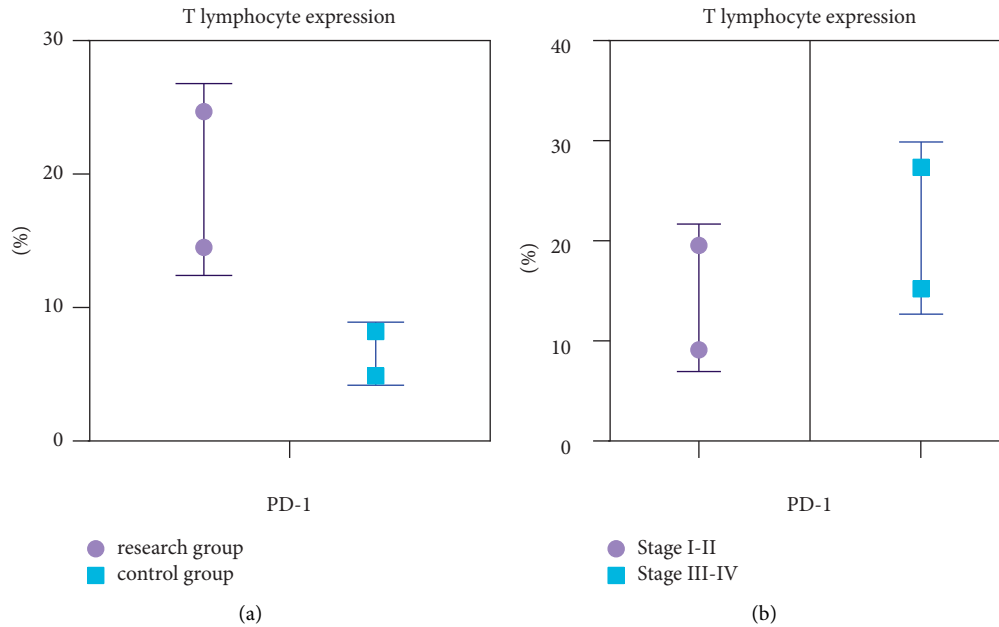 T lymphocyte expression
30
20
10
0
(%)
PD-1
research group
control group
(a)
T lymphocyte expression
40
30
20
10
0
(%)
PD-1
Stage I-II
Stage III-IV
(b)